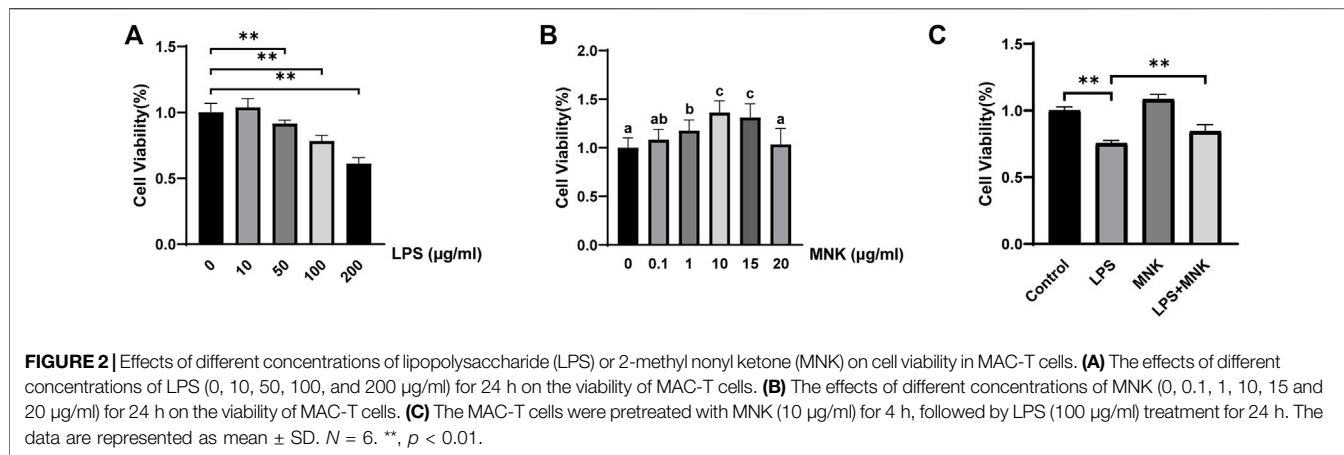 A
B
C
** 
**
**
Cell Viability(%)
1.5
1.0
0.5
0.0
0 10 50 100 200
LPS (µg/ml)
Cell Viability(%)
2.0
1.5
1.0
0.5
0.0
a ab b c c a
0 0.1 1 10 15 20
MNK (µg/ml)
Cell Viability(%)
1.5
1.0
0.5
0.0
** **
Control LPS MNK LPS+MNK
FIGURE 2 | Effects of different concentrations of lipopolysaccharide (LPS) or 2-methyl nonyl ketone (MNK) on cell viability in MAC-T cells. (A) The effects of different
concentrations of LPS (0, 10, 50, 100, and 200 µg/ml) for 24 h on the viability of MAC-T cells. (B) The effects of different concentrations of MNK (0, 0.1, 1, 10, 15 and
20 µg/ml) for 24 h on the viability of MAC-T cells. (C) The MAC-T cells were pretreated with MNK (10 µg/ml) for 4 h, followed by LPS (100 µg/ml) treatment for 24 h. The
data are represented as mean ± SD. N = 6. **, p < 0.01.